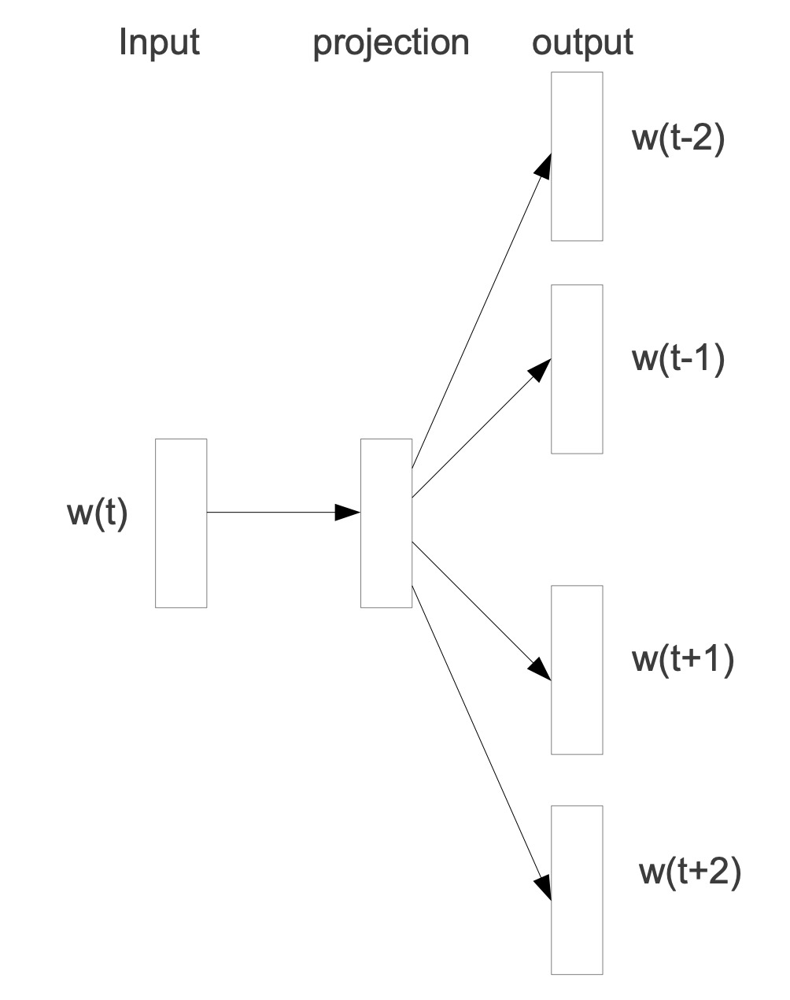 Input projection output
w(t-2)
w(t-1)
w(t)
w(t+1)
w(t+2)